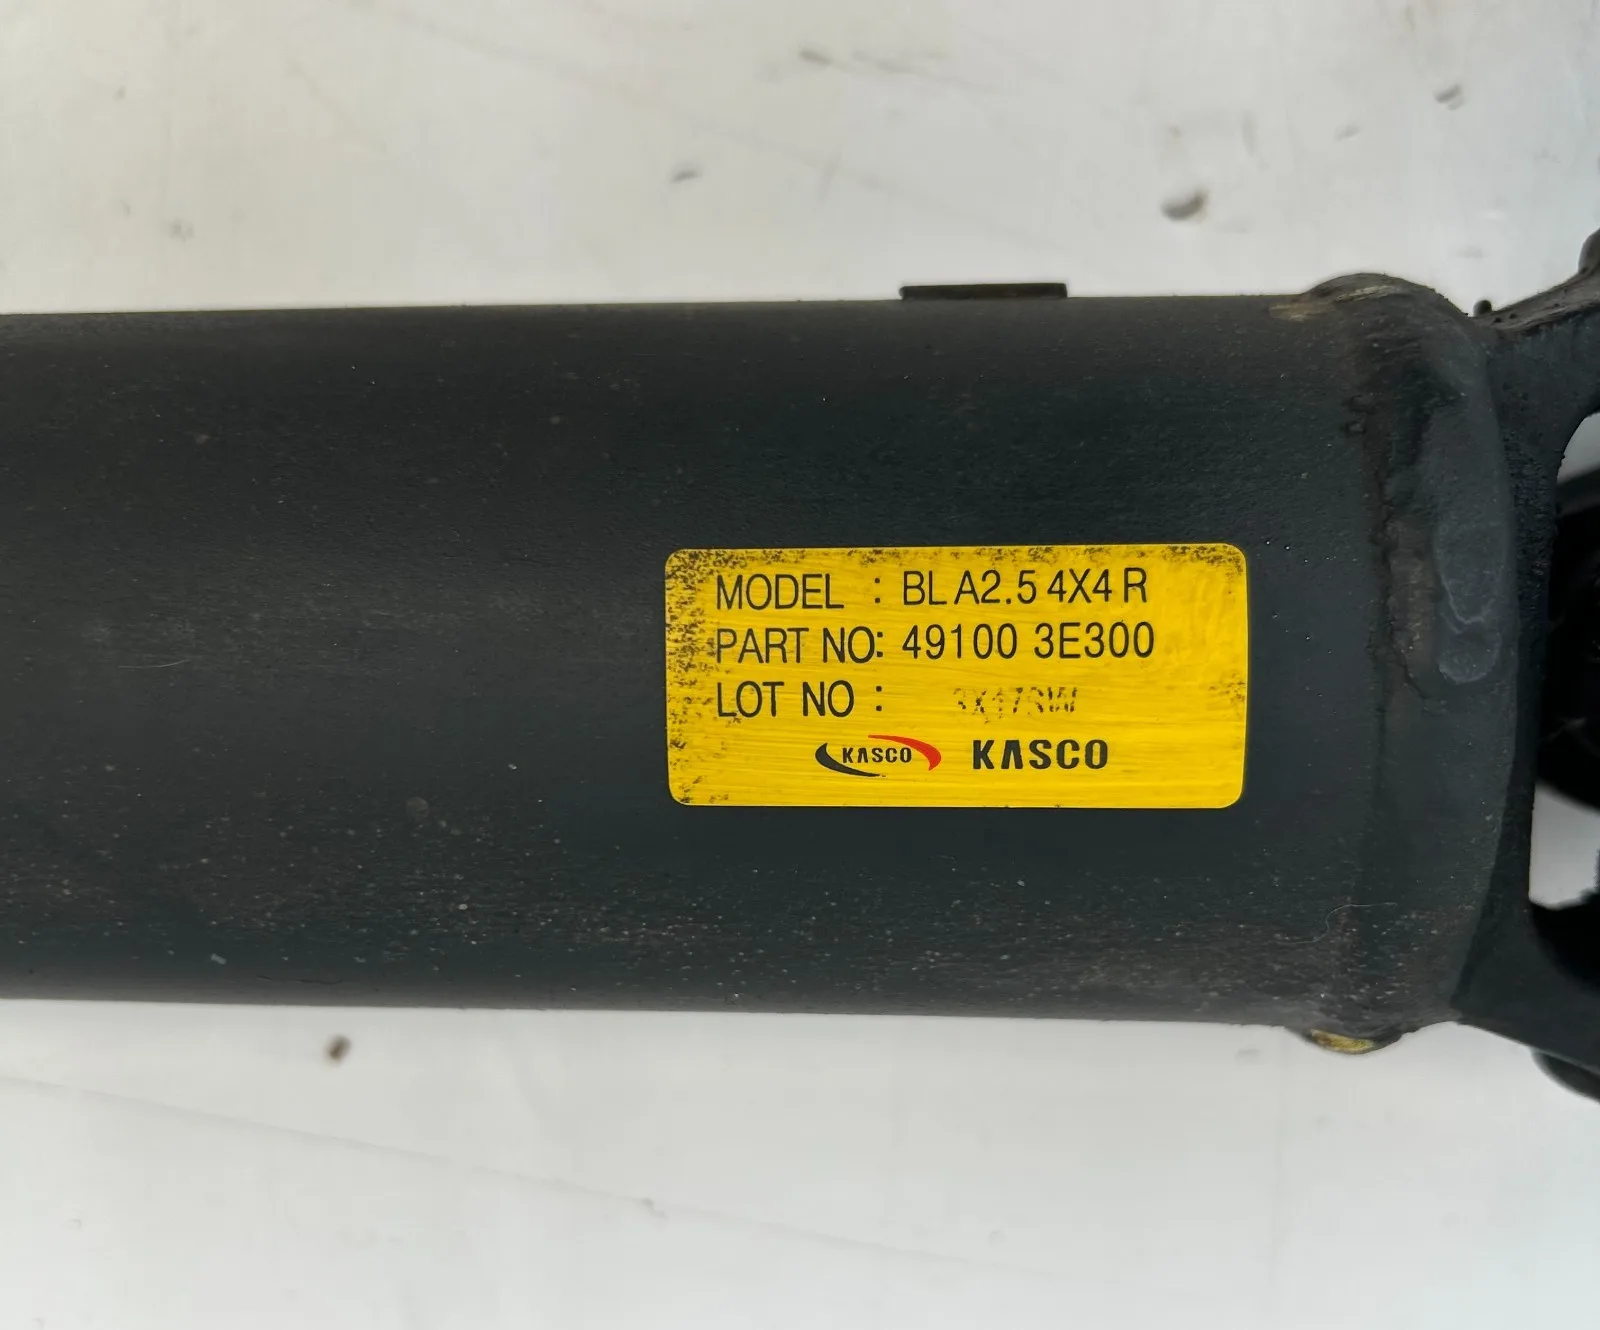 MODEL : BL A2.5 4X4 R
PART NO: 49100 3E300
LOT NO :
KASCO KASCO